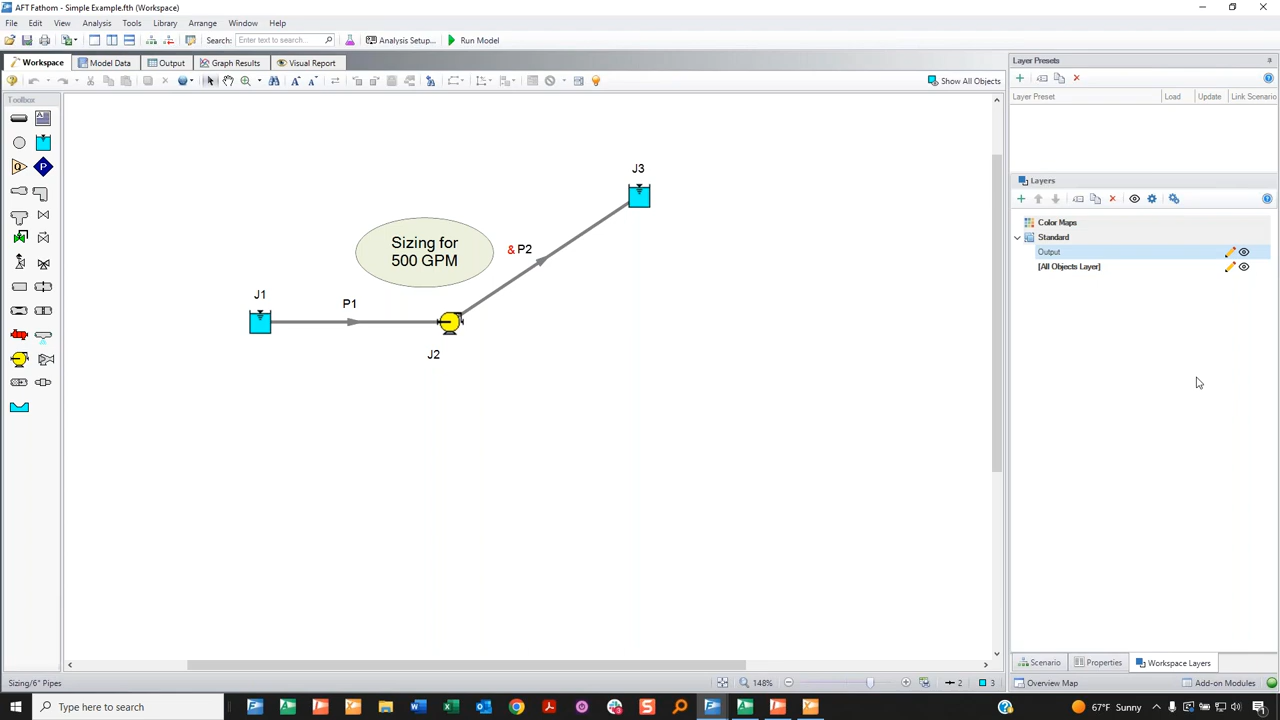 AFT Fathom - Simple Example.fth (Workspace)
File Edit View Analysis Tools Library Arrange Window Help
Search: Enter text to search... Analysis Setup... Run Model
Workspace Model Data Output Graph Results Visual Report
Show All Objects
Toolbox
J3
Sizing for
500 GPM
& P2
J1
P1
J2
Layer Presets
Layer Preset Load Update Link Scenario
Layers
Color Maps
Standard
Output
[All Objects Layer]
Scenario Properties Workspace Layers
Sizing/6" Pipes 148% 2 3 Overview Map Add-on Modules
Type here to search 67°F Sunny